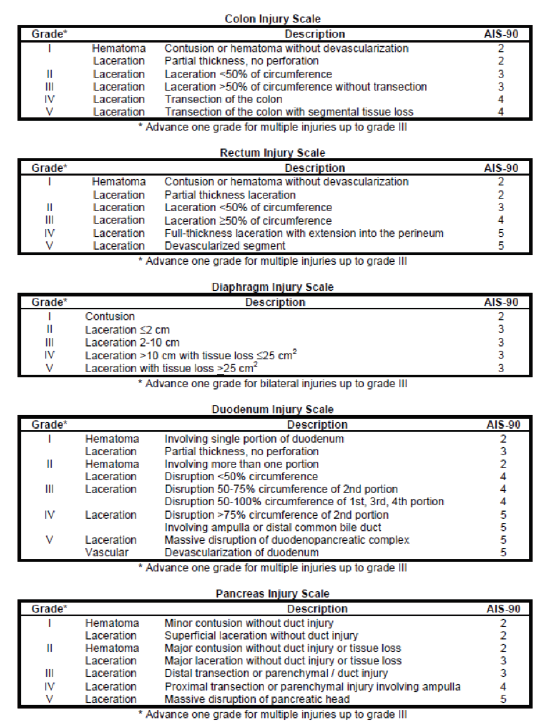 Colon Injury Scale
Grade* Description AIS-90
I Hematoma Contusion or hematoma without devascularization 2
Laceration Partial thickness, no perforation 2
II Laceration Laceration <50% of circumference 3
III Laceration Laceration >50% of circumference without transection 3
IV Laceration Transection of the colon 4
V Laceration Transection of the colon with segmental tissue loss 4
* Advance one grade for multiple injuries up to grade III
Rectum Injury Scale
Grade* Description AIS-90
I Hematoma Contusion or hematoma without devascularization 2
Laceration Partial thickness laceration 2
II Laceration Laceration <50% of circumference 3
III Laceration Laceration ≥50% of circumference 4
IV Laceration Full-thickness laceration with extension into the perineum 5
V Laceration Devascularized segment 5
* Advance one grade for multiple injuries up to grade III
Diaphragm Injury Scale
Grade* Description AIS-90
I Contusion 2
II Laceration ≤2 cm 3
III Laceration 2-10 cm 3
IV Laceration >10 cm with tissue loss ≤25 cm² 3
V Laceration with tissue loss >25 cm² 3
* Advance one grade for bilateral injuries up to grade III
Duodenum Injury Scale
Grade* Description AIS-90
I Hematoma Involving single portion of duodenum 2
Laceration Partial thickness, no perforation 3
II Hematoma Involving more than one portion 2
Laceration Disruption <50% circumference 4
III Laceration Disruption 50-75% circumference of 2nd portion 4
Disruption 50-100% circumference of 1st, 3rd, 4th portion 4
IV Laceration Disruption >75% circumference of 2nd portion 5
Involving ampulla or distal common bile duct 5
V Laceration Massive disruption of duodenopancreatic complex 5
Vascular Devascularization of duodenum 5
* Advance one grade for multiple injuries up to grade III
Pancreas Injury Scale
Grade* Description AIS-90
I Hematoma Minor contusion without duct injury 2
Laceration Superficial laceration without duct injury 2
II Hematoma Major contusion without duct injury or tissue loss 2
Laceration Major laceration without duct injury or tissue loss 3
III Laceration Distal transection or parenchymal / duct injury 3
IV Laceration Proximal transection or parenchymal injury involving ampulla 4
V Laceration Massive disruption of pancreatic head 5
* Advance one grade for multiple injuries up to grade III